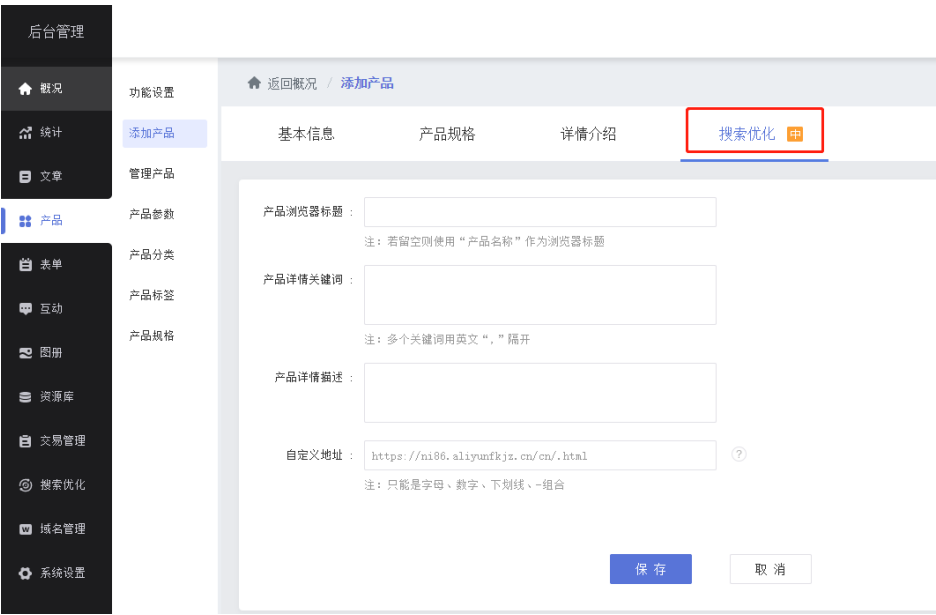 后台管理
概况
统计
文章
产品
表单
互动
图册
资源库
交易管理
搜索优化
域名管理
系统设置
功能设置
添加产品
管理产品
产品参数
产品分类
产品标签
产品规格
返回概况 / 添加产品
基本信息 产品规格 详情介绍 搜索优化 中
产品浏览器标题 :
注: 若留空则使用“产品名称”作为浏览器标题
产品详情关键词 :
注: 多个关键词用英文“,”隔开
产品详情描述 :
自定义地址 : https://ni86.aliyunfkjz.cn/cn/.html ?
注: 只能是字母、数字、下划线、-组合
保存 取消